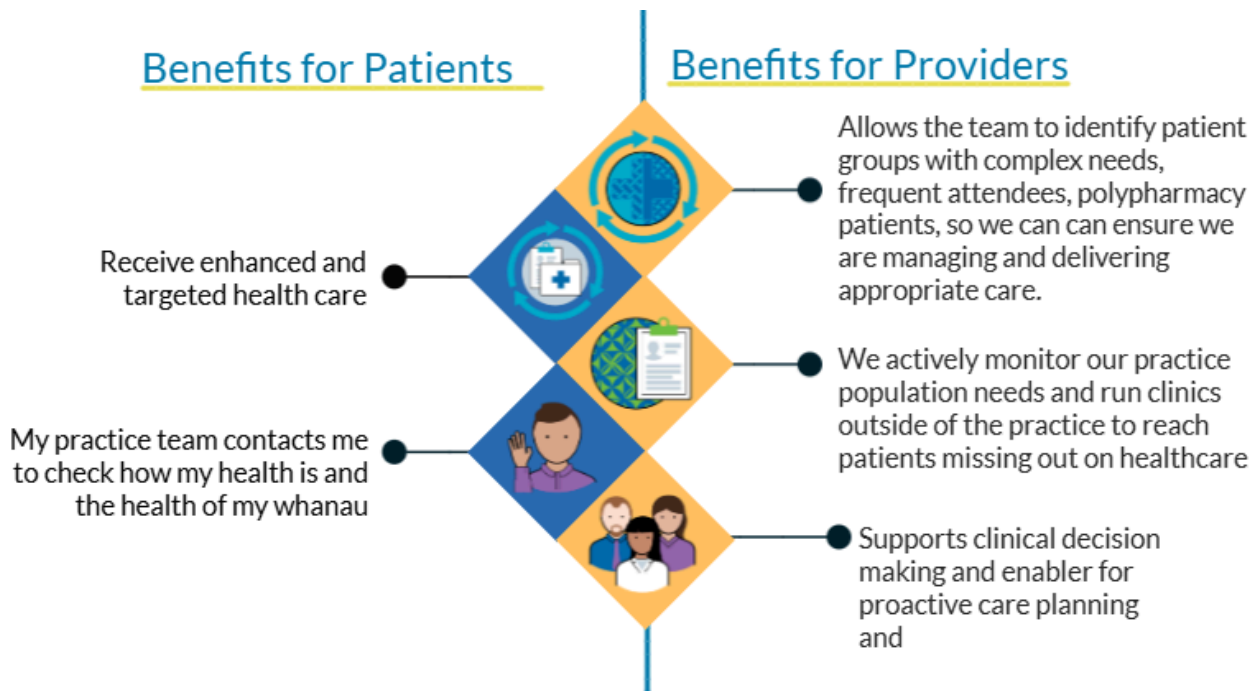 Benefits for Patients
Receive enhanced and
targeted health care
My practice team contacts me
to check how my health is and
the health of my whanau
Benefits for Providers
Allows the team to identify patient
groups with complex needs,
frequent attendees, polypharmacy
patients, so we can can ensure we
are managing and delivering
appropriate care.
We actively monitor our practice
population needs and run clinics
outside of the practice to reach
patients missing out on healthcare
Supports clinical decision
making and enabler for
proactive care planning
and